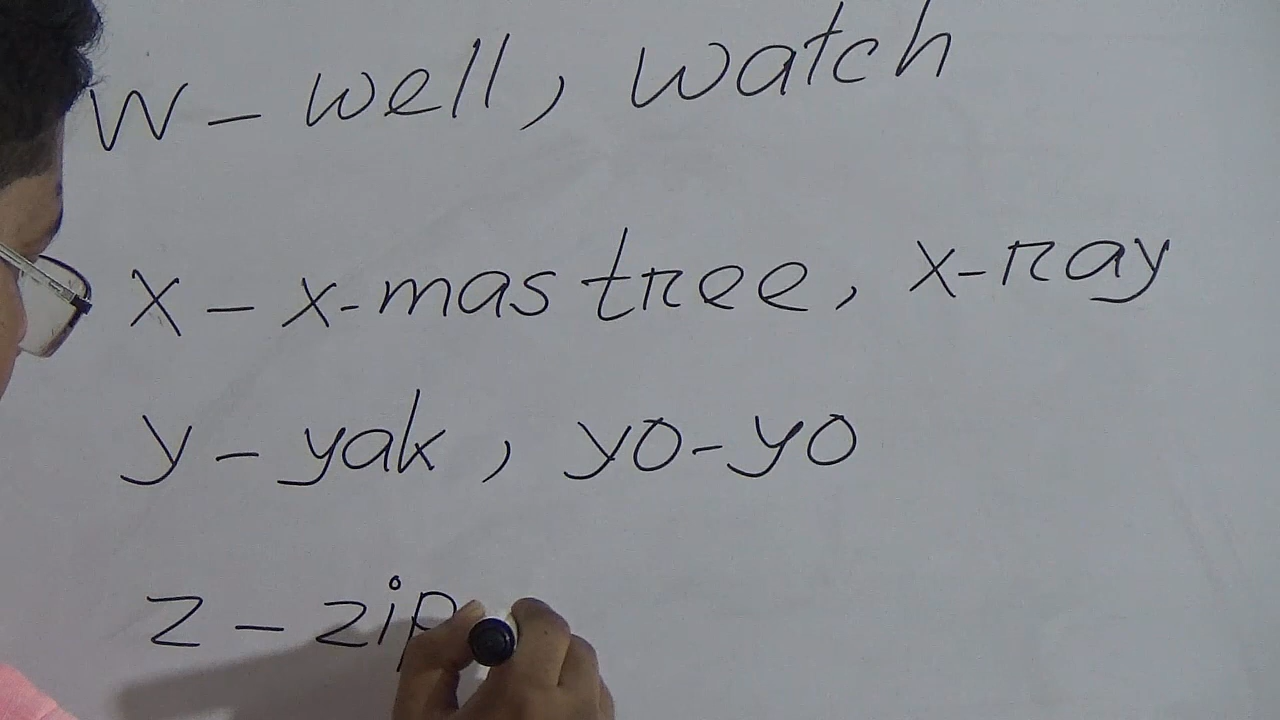 W - well, watch
X - x-mas tree, x-ray
y - yak, yo-yo
z - zip